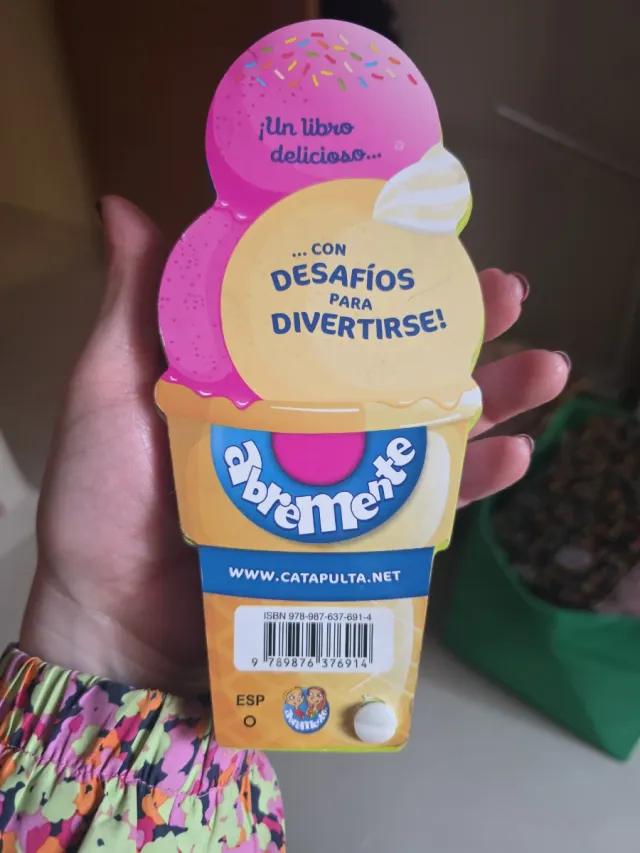 ¡Un libro
delicioso...
... CON
DESAFÍOS
PARA
DIVERTIRSE!
abremente
WWW.CATAPULTA.NET
ISBN 978-987-637-691-4
9 789876 376914
ESP
O
abremente